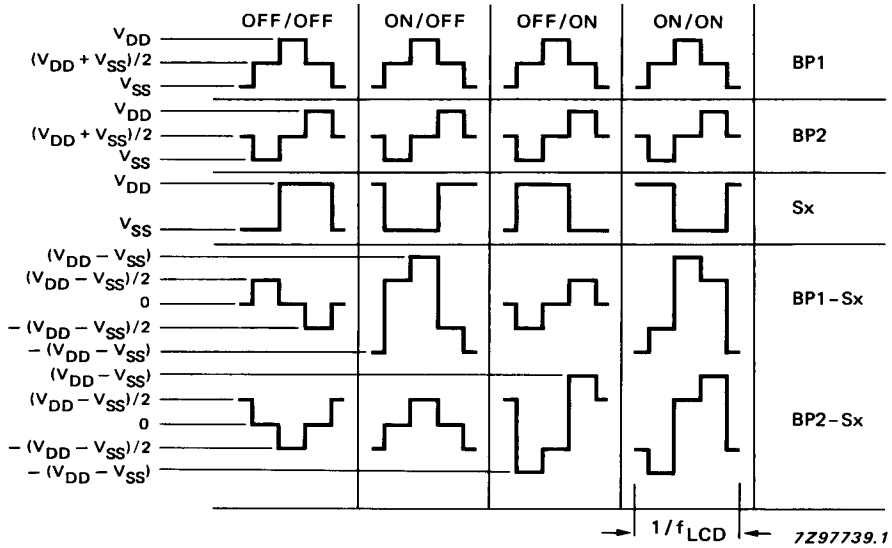 OFF/OFF ON/OFF OFF/ON ON/ON
V_DD
(V_DD + V_SS)/2 BP1
V_SS
V_DD
(V_DD + V_SS)/2 BP2
V_SS
V_DD
Sx
V_SS
(V_DD − V_SS)
(V_DD − V_SS)/2
0 BP1−Sx
− (V_DD − V_SS)/2
− (V_DD − V_SS)
(V_DD − V_SS)
(V_DD − V_SS)/2
0 BP2−Sx
− (V_DD − V_SS)/2
− (V_DD − V_SS)
1/f_LCD
7Z97739.1